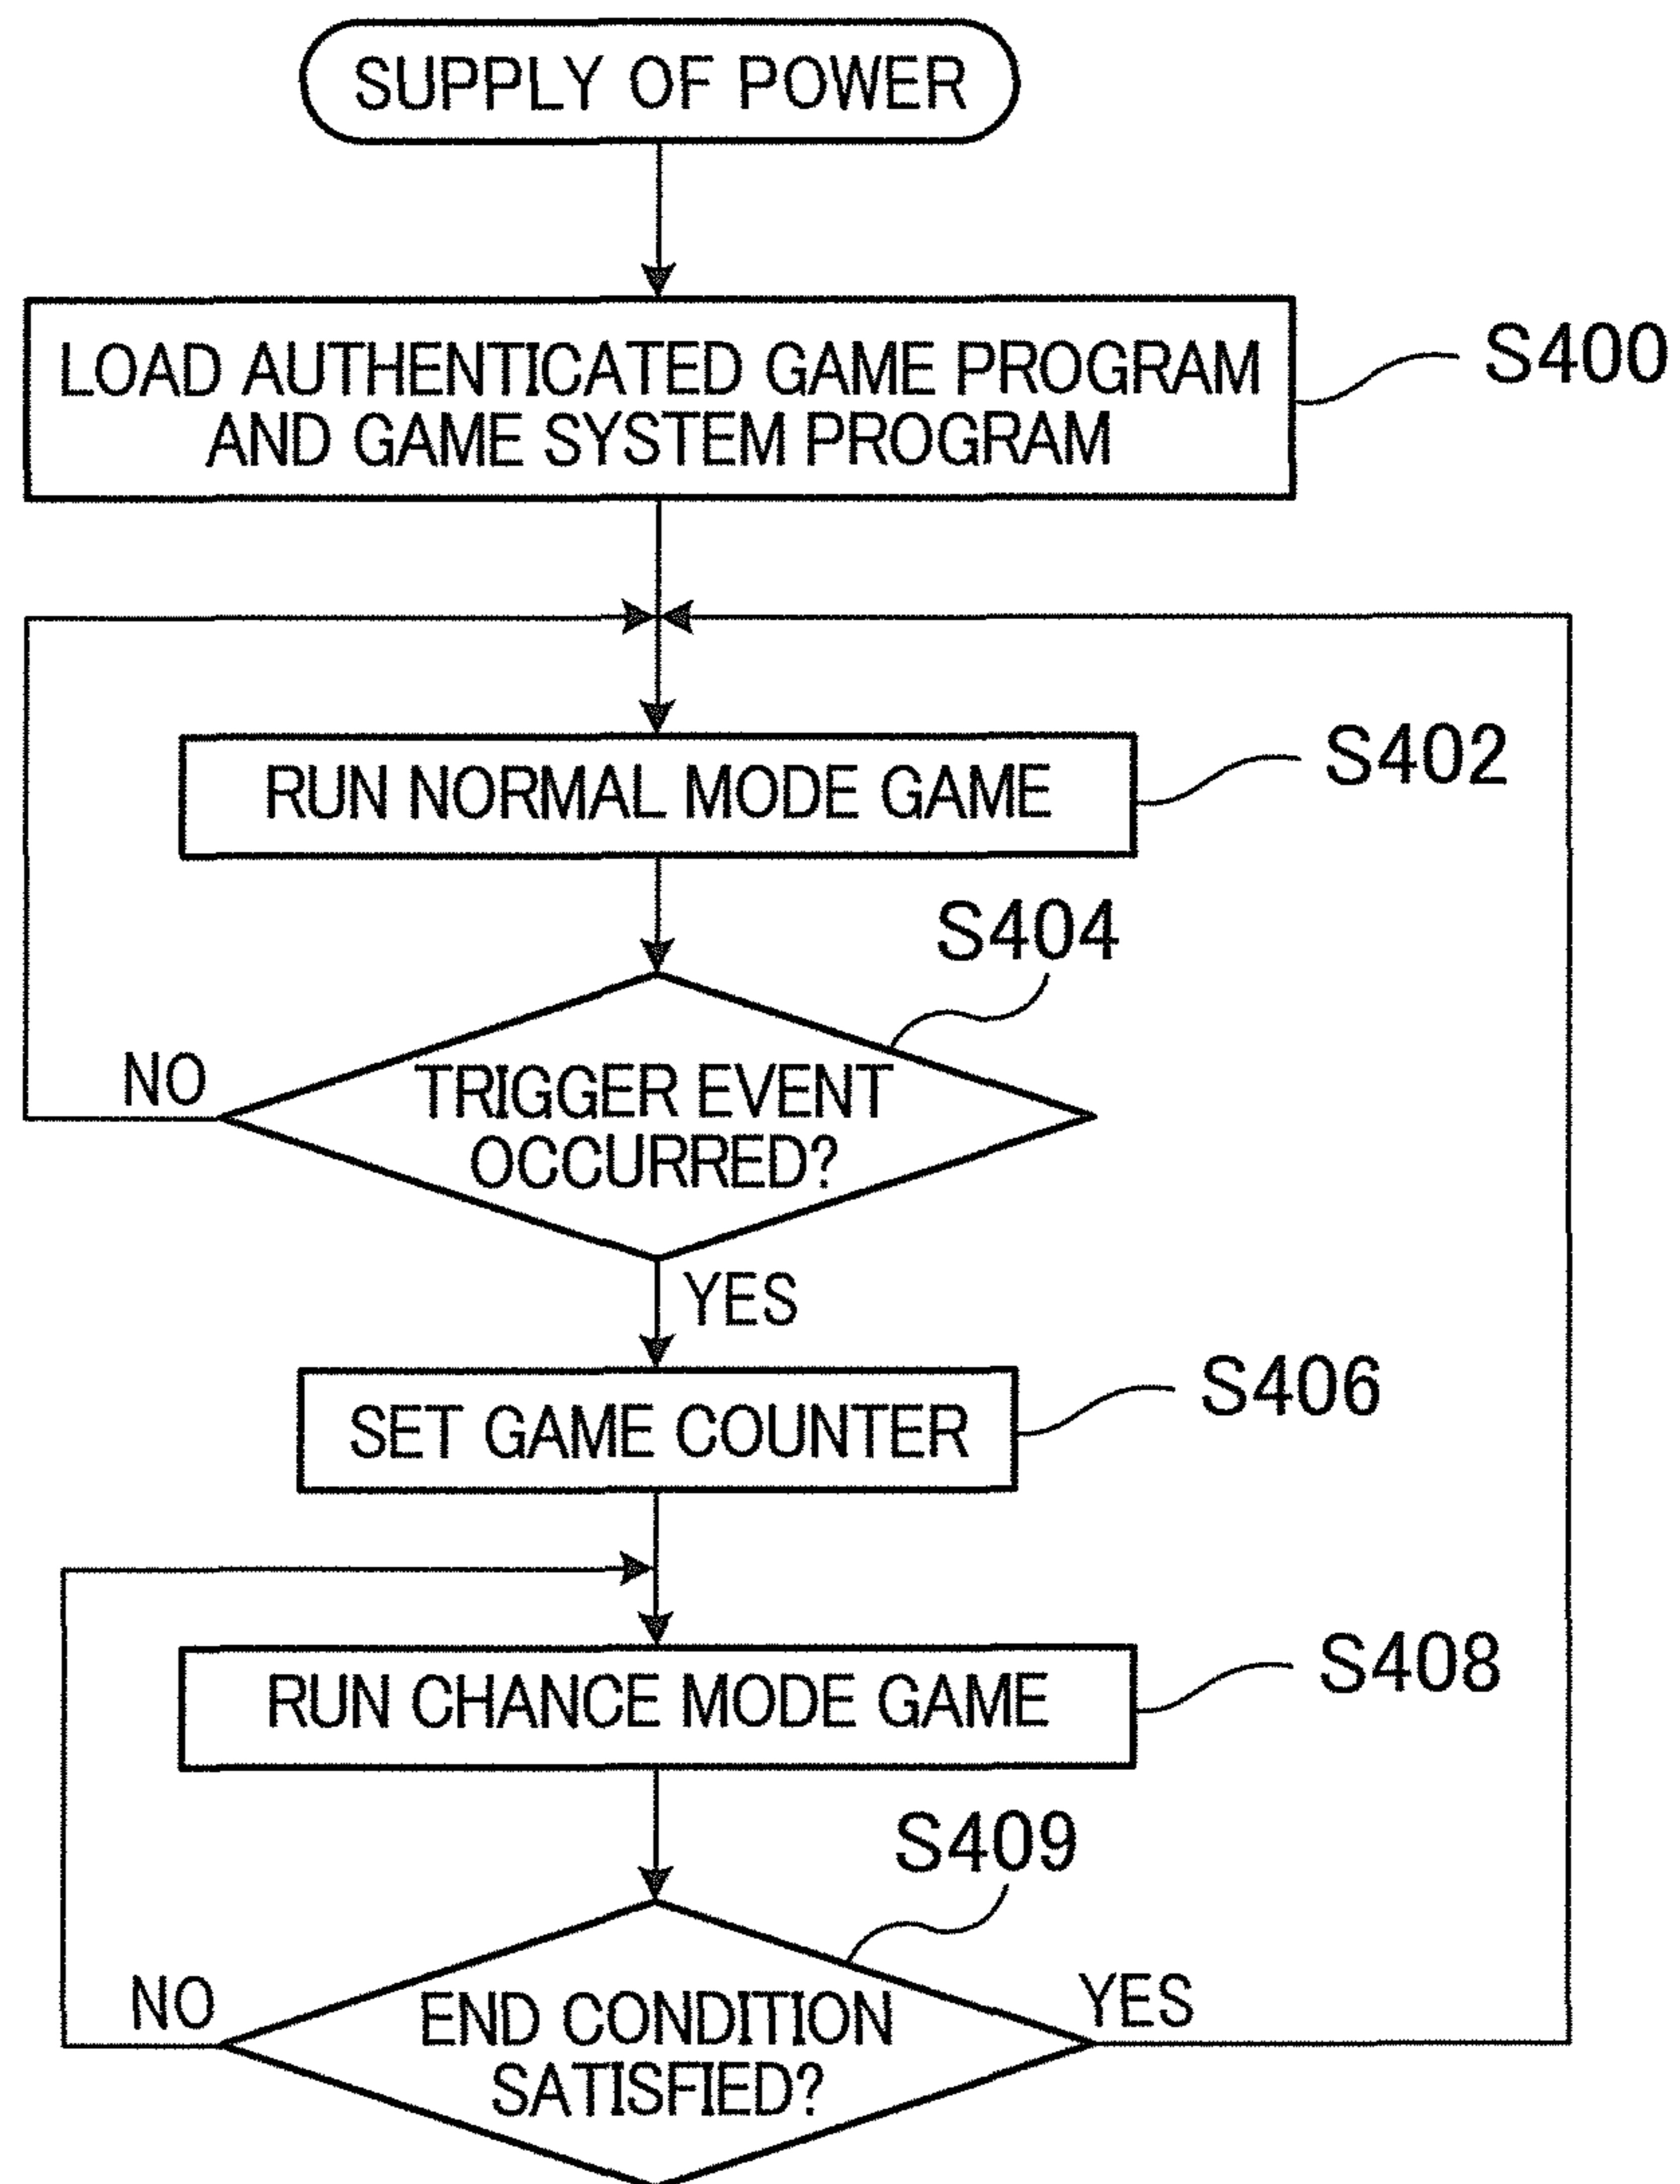 SUPPLY OF POWER
LOAD AUTHENTICATED GAME PROGRAM
AND GAME SYSTEM PROGRAM
S400
RUN NORMAL MODE GAME
S402
S404
TRIGGER EVENT
OCCURRED?
NO
YES
SET GAME COUNTER
S406
RUN CHANCE MODE GAME
S408
S409
END CONDITION
SATISFIED?
NO
YES